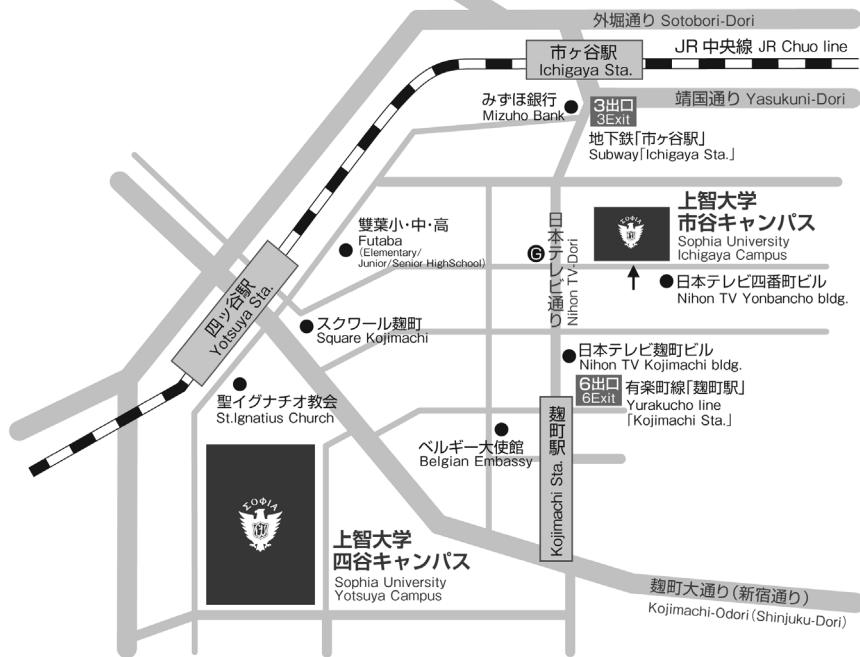 外堀通り Sotobori-Dori
市ヶ谷駅
Ichigaya Sta.
JR 中央線 JR Chuo line
みずほ銀行
Mizuho Bank
3出口
3Exit
靖国通り Yasukuni-Dori
地下鉄「市ヶ谷駅」
Subway「Ichigaya Sta.」
上智大学
市谷キャンパス
Sophia University
Ichigaya Campus
ΣΟΦΙΑ
雙葉小・中・高
Futaba
(Elementary/
Junior/Senior HighSchool)
G
日本テレビ通り
Nihon TV-Dori
日本テレビ四番町ビル
Nihon TV Yonbancho bldg.
四ッ谷駅
Yotsuya Sta.
スクワール麹町
Square Kojimachi
日本テレビ麹町ビル
Nihon TV Kojimachi bldg.
6出口
6Exit
有楽町線「麹町駅」
Yurakucho line
「Kojimachi Sta.」
聖イグナチオ教会
St.Ignatius Church
ベルギー大使館
Belgian Embassy
麹町駅
Kojimachi Sta.
ΣΟΦΙΑ
上智大学
四谷キャンパス
Sophia University
Yotsuya Campus
麹町大通り(新宿通り)
Kojimachi-Odori(Shinjuku-Dori)